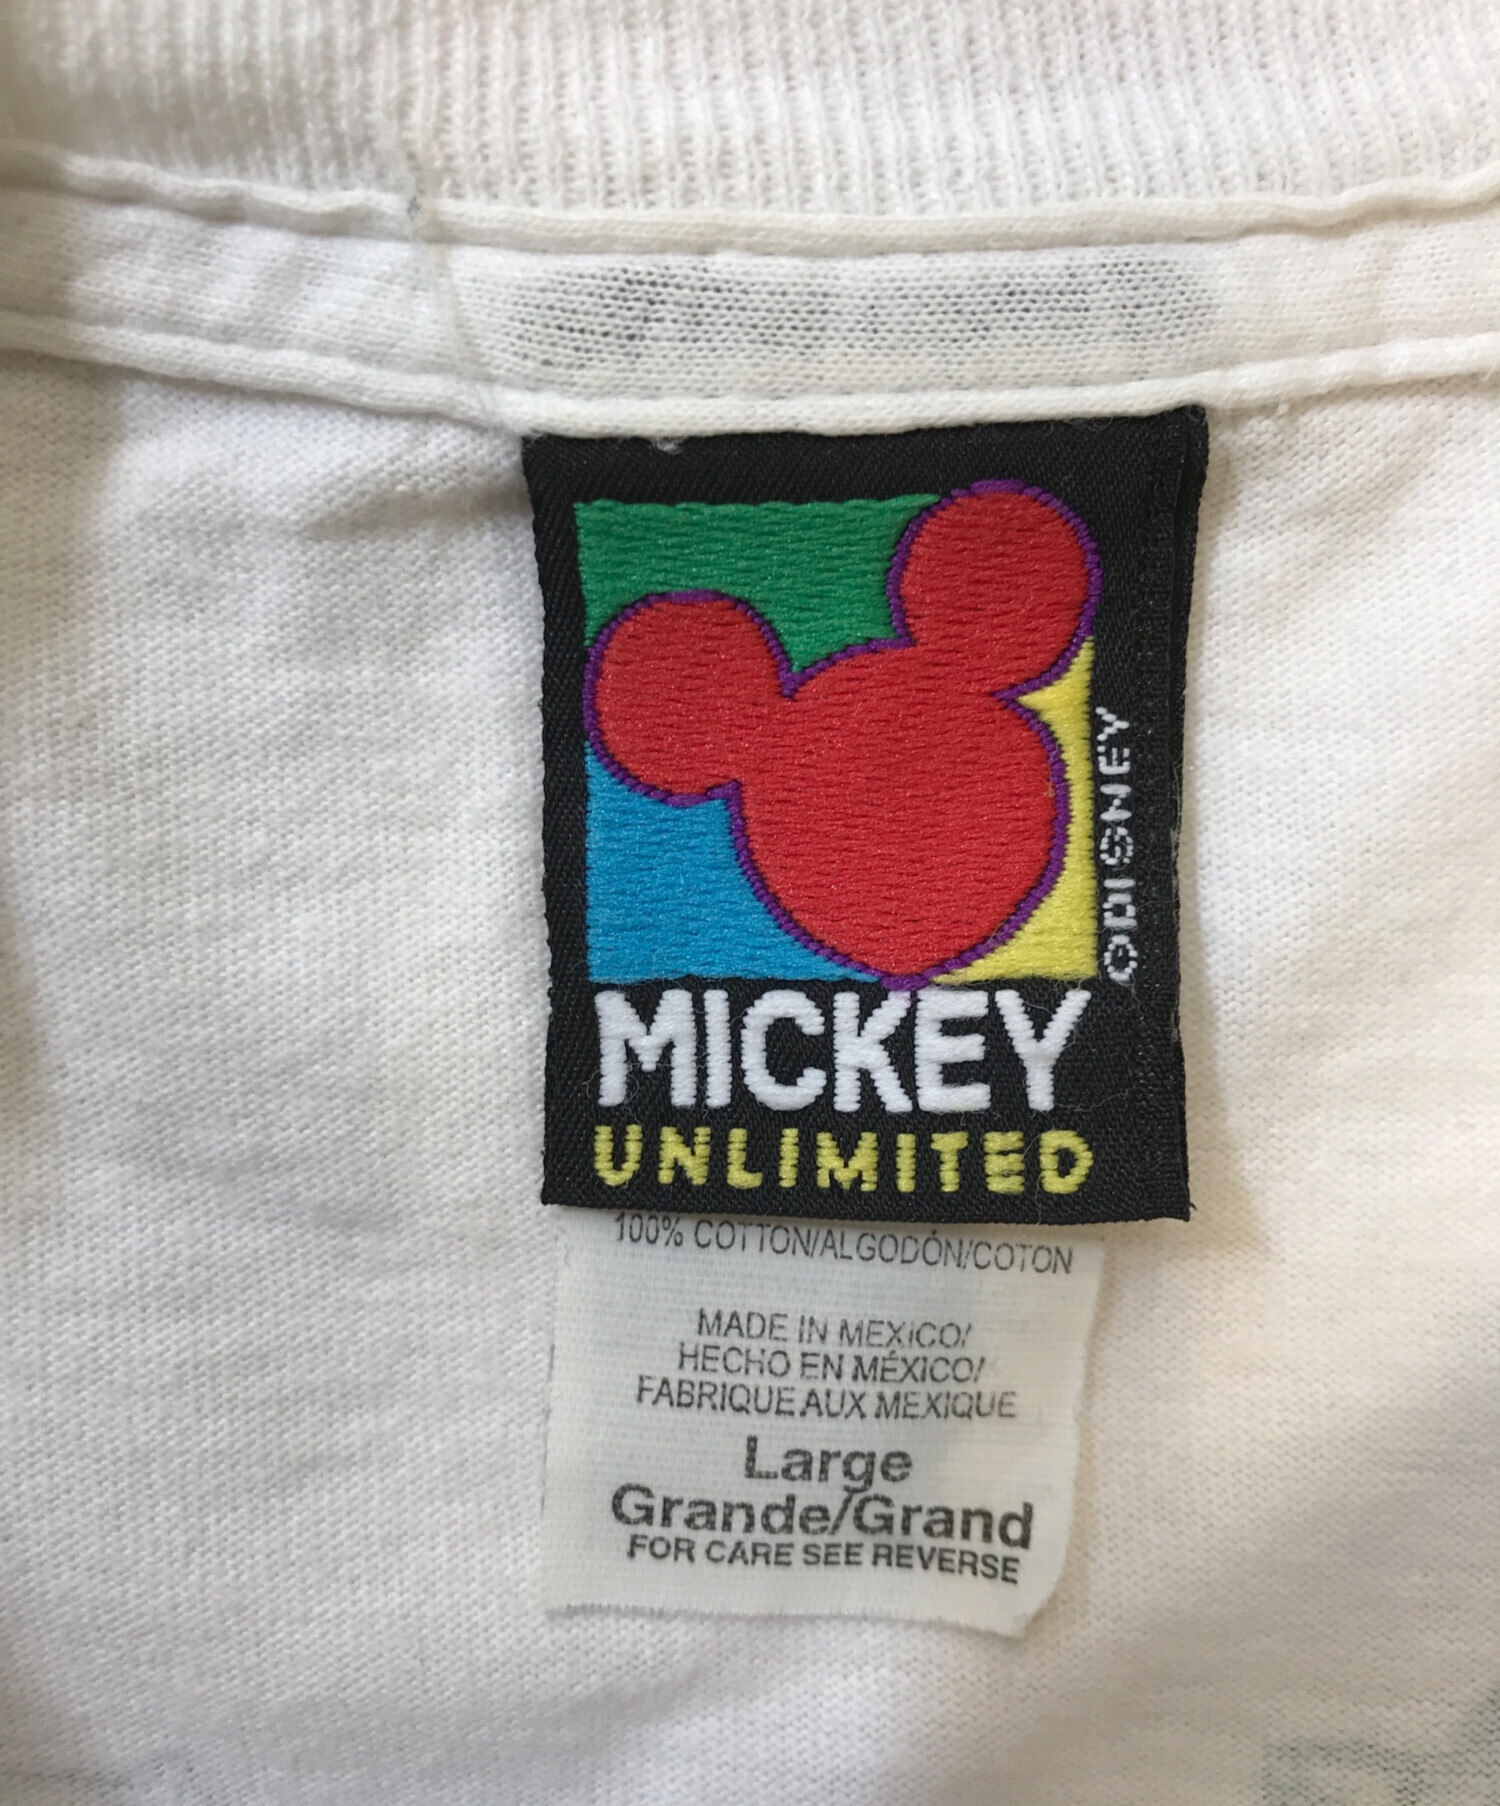 ©DISNEY
MICKEY
UNLIMITED
100% COTTON/ALGODÓN/COTON
MADE IN MEXICO/
HECHO EN MÉXICO/
FABRIQUE AUX MEXIQUE
Large
Grande/Grand
FOR CARE SEE REVERSE